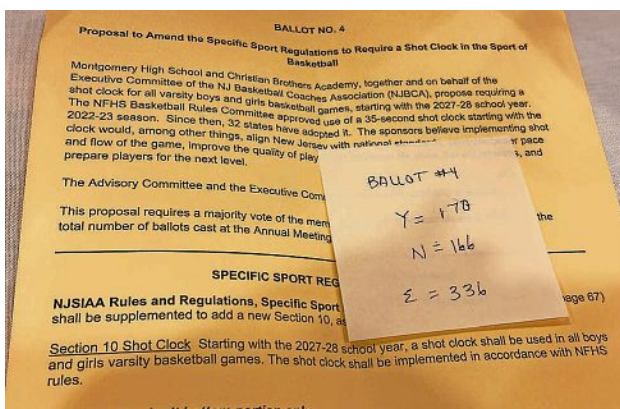 BALLOT NO. 4
Proposal to Amend the Specific Sport Regulations to Require a Shot Clock in the Sport of
Basketball
Montgomery High School and Christian Brothers Academy, together and on behalf of the
Executive Committee of the NJ Basketball Coaches Association (NJBCA), propose requiring a
shot clock for all varsity boys and girls basketball games, starting with the 2027-28 school year.
The NFHS Basketball Rules Committee approved use of a 35-second shot clock starting with the
2022-23 season. Since then, 32 states have adopted it. The sponsors believe implementing shot
clock would, among other things, align New Jersey with national pace
and flow of the game, improve the quality of play and
prepare players for the next level.
The Advisory Committee and the Executive
This proposal requires a majority vote of the the
total number of ballots cast at the Annual Meeting
BALLOT #4
Y = 170
N = 166
Σ = 336
SPECIFIC SPORT
NJSIAA Rules and Regulations, Specific Sport 67)
shall be supplemented to add a new Section 10,
Section 10 Shot Clock Starting with the 2027-28 school year, a shot clock shall be used in all boys
and girls varsity basketball games. The shot clock shall be implemented in accordance with NFHS
rules.